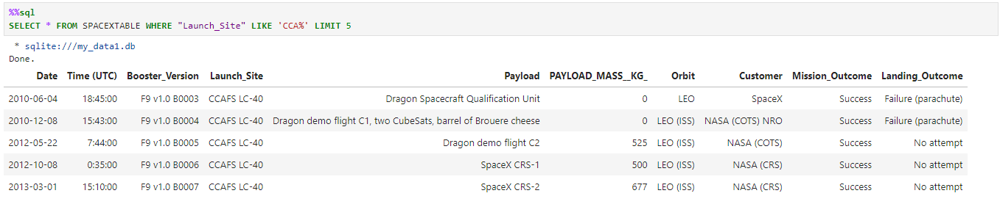 %%sql
SELECT * FROM SPACEXTABLE WHERE "Launch_Site" LIKE 'CCA%' LIMIT 5
* sqlite:///my_data1.db
Done.
Date Time (UTC) Booster_Version Launch_Site Payload PAYLOAD_MASS__KG_ Orbit Customer Mission_Outcome Landing_Outcome
2010-06-04 18:45:00 F9 v1.0 B0003 CCAFS LC-40 Dragon Spacecraft Qualification Unit 0 LEO SpaceX Success Failure (parachute)
2010-12-08 15:43:00 F9 v1.0 B0004 CCAFS LC-40 Dragon demo flight C1, two CubeSats, barrel of Brouere cheese 0 LEO (ISS) NASA (COTS) NRO Success Failure (parachute)
2012-05-22 7:44:00 F9 v1.0 B0005 CCAFS LC-40 Dragon demo flight C2 525 LEO (ISS) NASA (COTS) Success No attempt
2012-10-08 0:35:00 F9 v1.0 B0006 CCAFS LC-40 SpaceX CRS-1 500 LEO (ISS) NASA (CRS) Success No attempt
2013-03-01 15:10:00 F9 v1.0 B0007 CCAFS LC-40 SpaceX CRS-2 677 LEO (ISS) NASA (CRS) Success No attempt